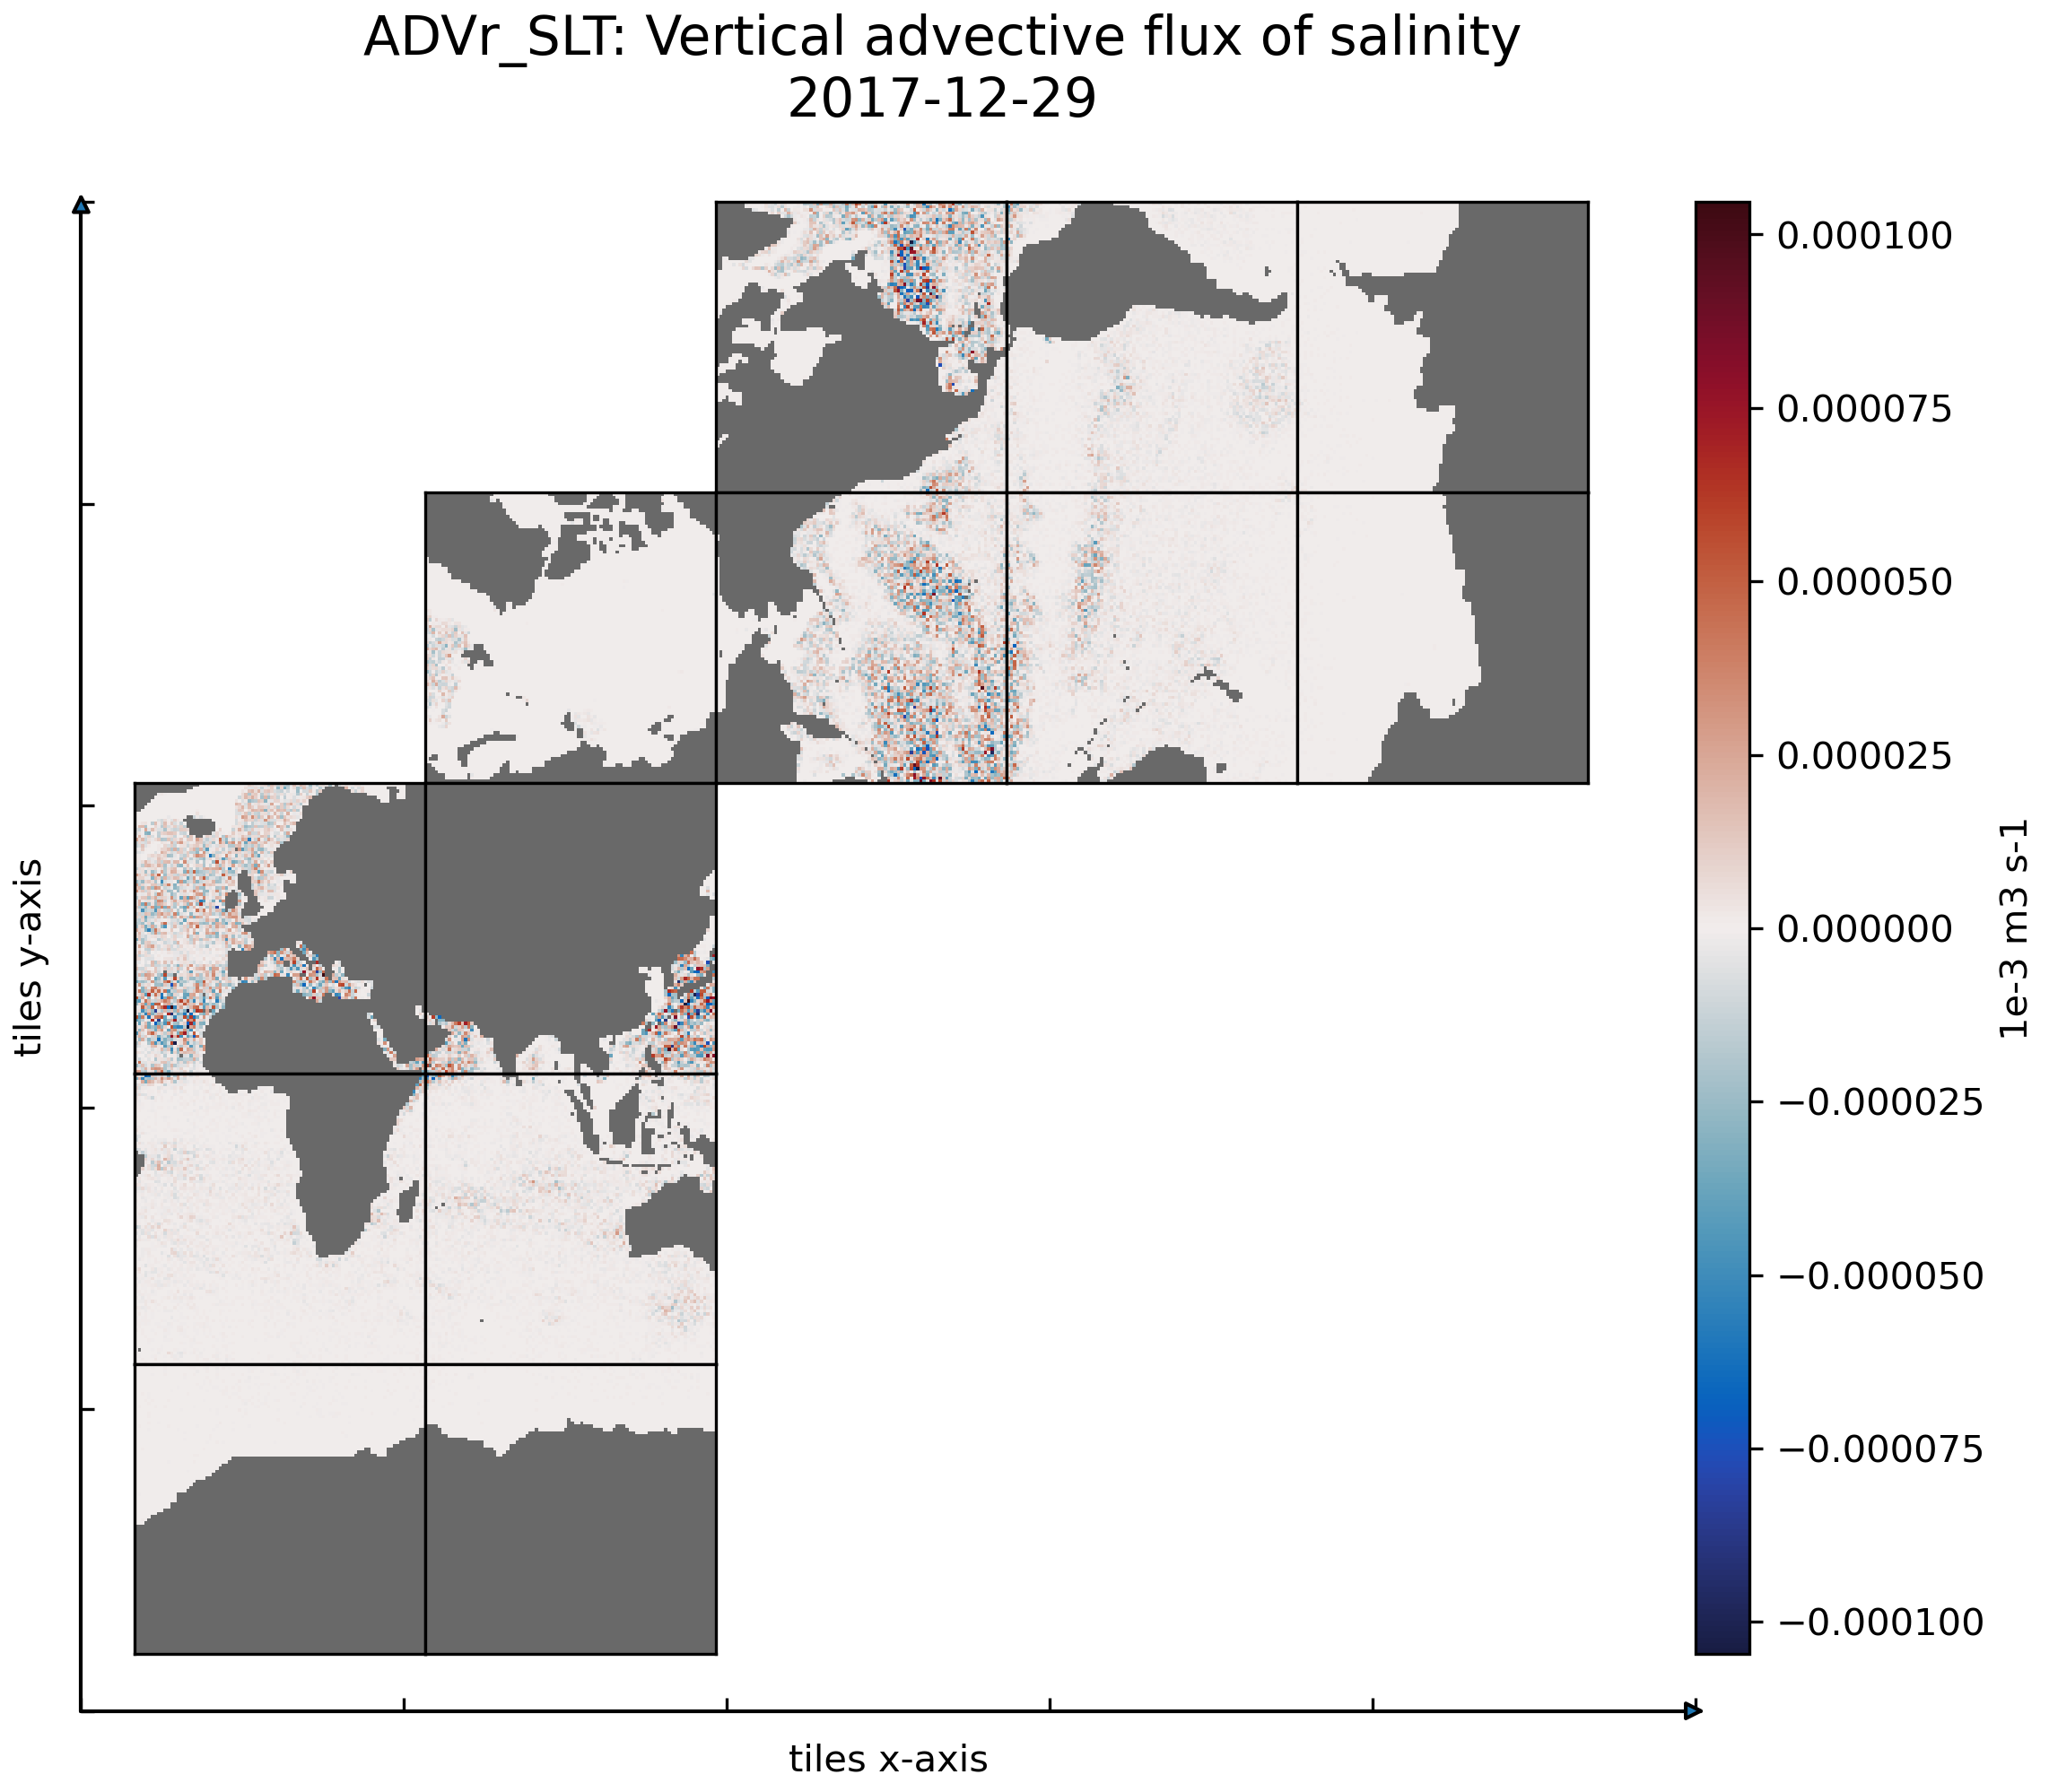 ADVr_SLT: Vertical advective flux of salinity
2017-12-29
0.000100
0.000075
0.000050
0.000025
0.000000
−0.000025
−0.000050
−0.000075
−0.000100
1e-3 m3 s-1
tiles y-axis
tiles x-axis